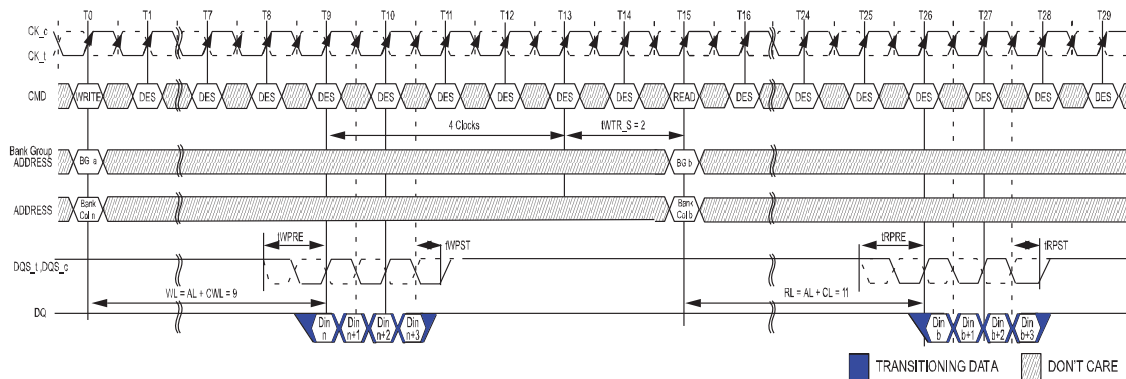 T0 T1 T7 T8 T9 T10 T11 T12 T13 T14 T15 T16 T24 T25 T26 T27 T28 T29
CK_c
CK_t
CMD WRITE DES DES DES DES DES DES DES DES DES READ DES DES DES DES DES DES DES
4 Clocks tWTR_S = 2
Bank Group
ADDRESS BG a BG b
ADDRESS Bank Col n Bank Col b
tWPRE tWPST tRPRE tRPST
DQS_t ,DQS_c
WL = AL + CWL = 9 RL = AL + CL = 11
DQ Din n Din n+1 Din n+2 Din n+3 Din b Din b+1 Din b+2 Din b+3
TRANSITIONING DATA DON'T CARE